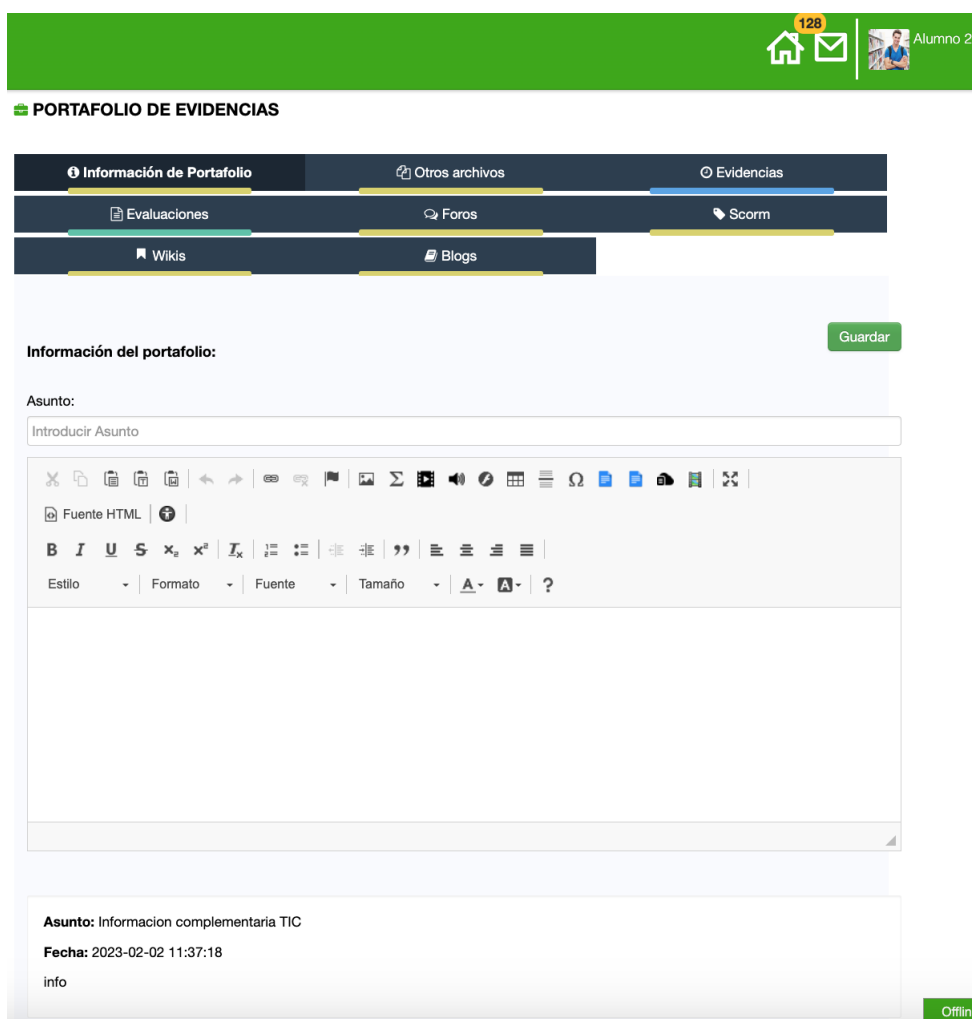 128
Alumno 2
PORTAFOLIO DE EVIDENCIAS
Información de Portafolio
Otros archivos
Evidencias
Evaluaciones
Foros
Scorm
Wikis
Blogs
Guardar
Información del portafolio:
Asunto:
Introducir Asunto
Fuente HTML
Estilo Formato Fuente Tamaño
Asunto: Informacion complementaria TIC
Fecha: 2023-02-02 11:37:18
info
Offlin